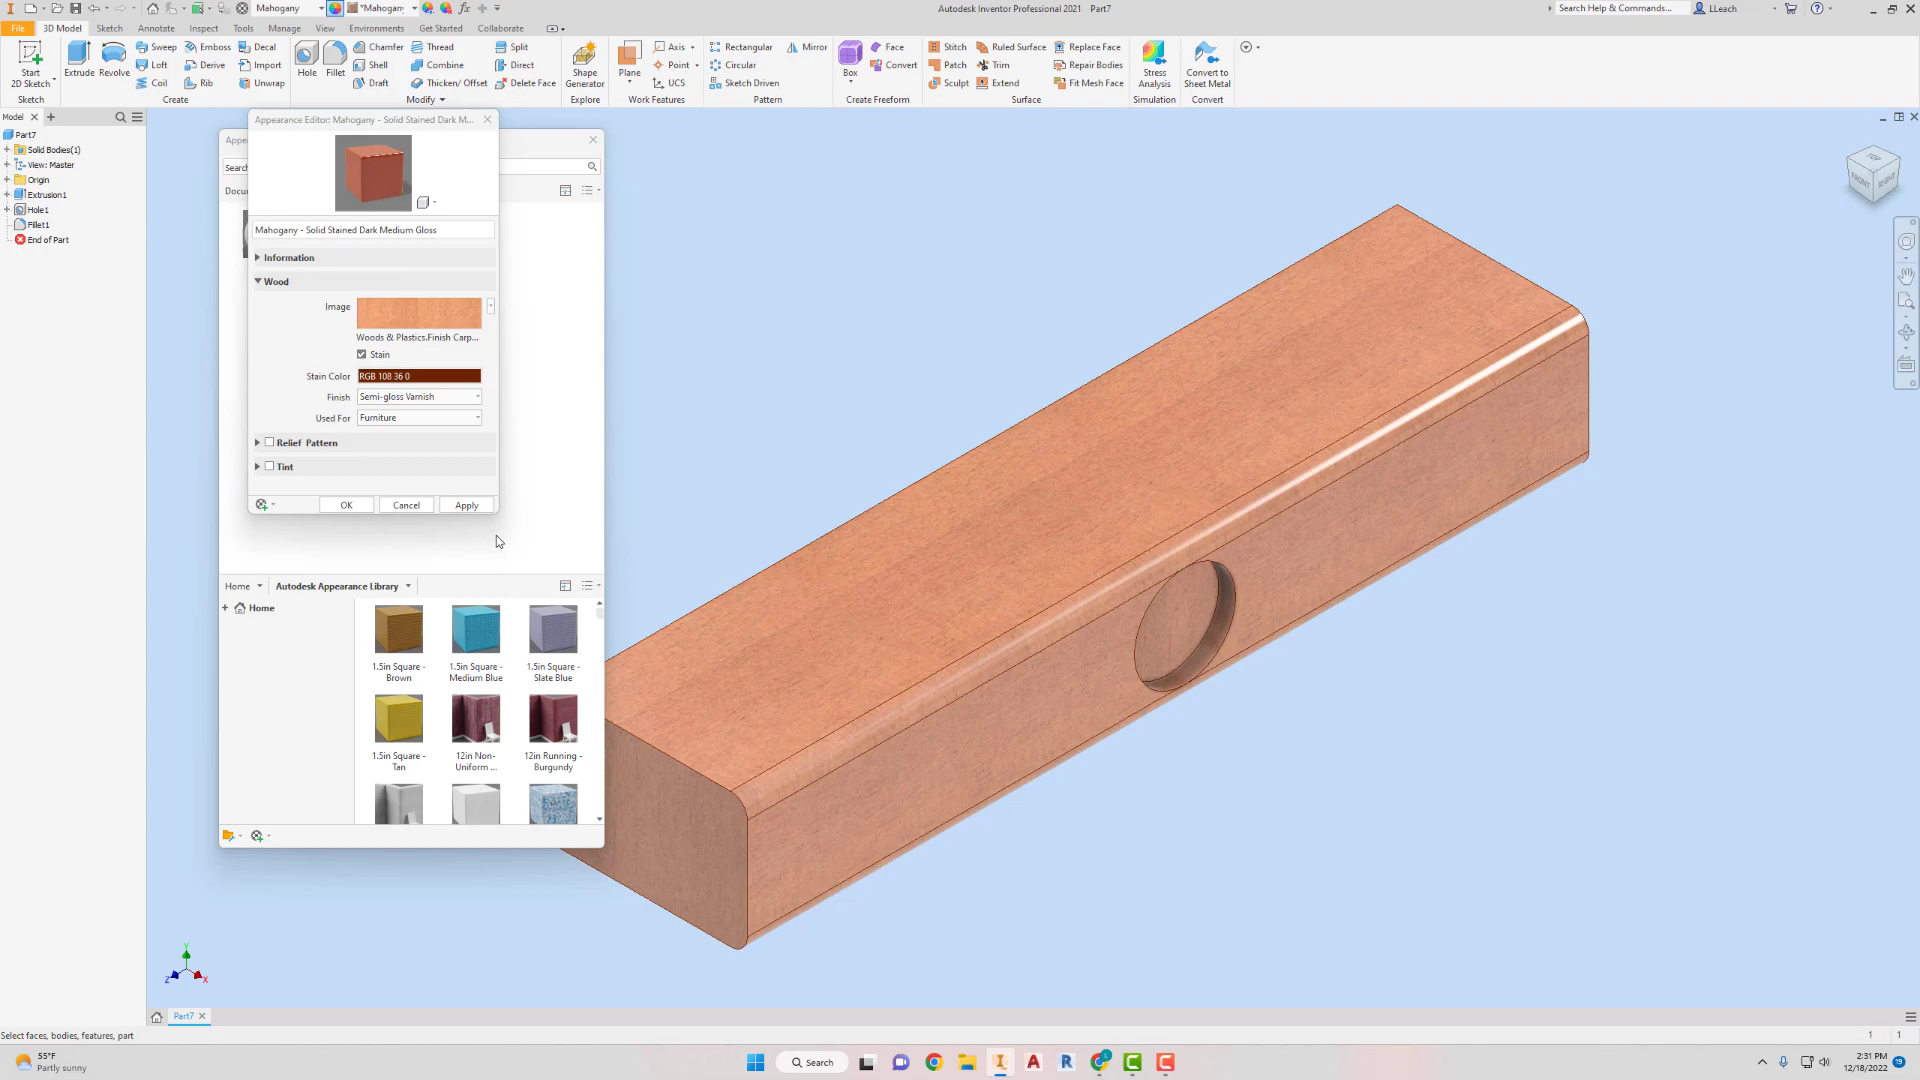 Mahogany
*Mahogany
Autodesk Inventor Professional 2021 Part7
Search Help & Commands...
LLeach
File
3D Model
Sketch
Annotate
Inspect
Tools
Manage
View
Environments
Get Started
Collaborate
Start
2D Sketch
Sketch
Extrude
Revolve
Sweep
Loft
Coil
Emboss
Derive
Rib
Decal
Import
Unwrap
Create
Hole
Fillet
Chamfer
Shell
Draft
Thread
Combine
Thicken/ Offset
Split
Direct
Delete Face
Modify
Shape
Generator
Explore
Plane
Axis
Point
UCS
Work Features
Rectangular
Circular
Sketch Driven
Mirror
Pattern
Box
Face
Convert
Create Freeform
Stitch
Patch
Sculpt
Ruled Surface
Trim
Extend
Replace Face
Repair Bodies
Fit Mesh Face
Surface
Stress
Analysis
Simulation
Convert to
Sheet Metal
Convert
Model
Part7
Solid Bodies(1)
View: Master
Origin
Extrusion1
Hole1
Fillet1
End of Part
Appearance Editor: Mahogany - Solid Stained Dark M...
Appe
Searc
Docu
Mahogany - Solid Stained Dark Medium Gloss
Information
Wood
Image
Woods & Plastics.Finish Carp...
Stain
Stain Color RGB 108 36 0
Finish Semi-gloss Varnish
Used For Furniture
Relief Pattern
Tint
OK Cancel Apply
Home
Autodesk Appearance Library
Home
1.5in Square -
Brown
1.5in Square -
Medium Blue
1.5in Square -
Slate Blue
1.5in Square -
Tan
12in Non-
Uniform ...
12in Running -
Burgundy
TOP
FRONT
RIGHT
Y
Z
X
Part7
Select faces, bodies, features, part
1 1
55°F
Partly sunny
Search
2:31 PM
12/18/2022